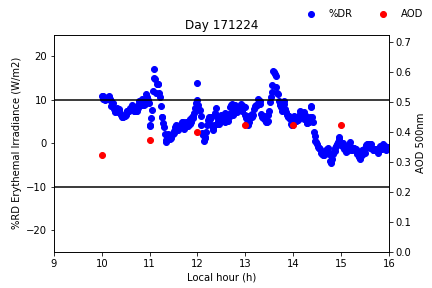 %DR AOD
Day 171224
%RD Erythemal Irradiance (W/m2)
20
10
0
−10
−20
0.7
0.6
0.5
0.4
0.3
0.2
0.1
0.0
AOD 500nm
9 10 11 12 13 14 15 16
Local hour (h)